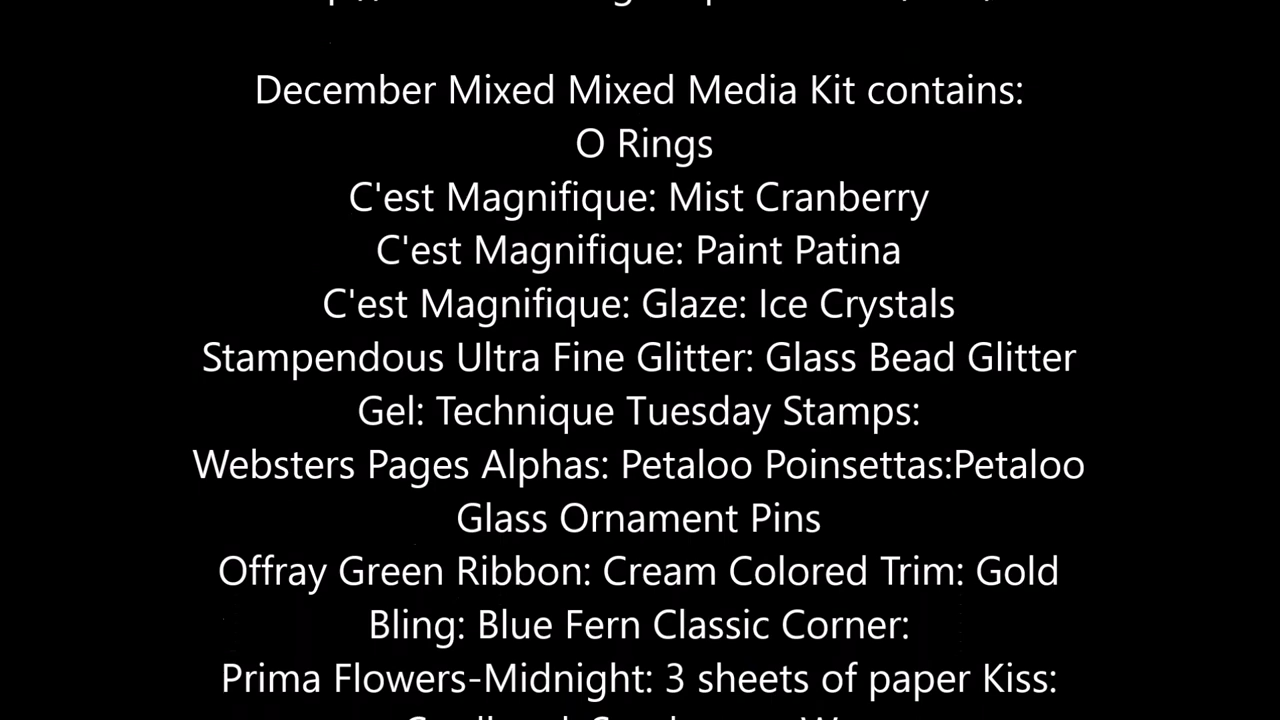 December Mixed Mixed Media Kit contains:
O Rings
C'est Magnifique: Mist Cranberry
C'est Magnifique: Paint Patina
C'est Magnifique: Glaze: Ice Crystals
Stampendous Ultra Fine Glitter: Glass Bead Glitter
Gel: Technique Tuesday Stamps:
Websters Pages Alphas: Petaloo Poinsettas:Petaloo
Glass Ornament Pins
Offray Green Ribbon: Cream Colored Trim: Gold
Bling: Blue Fern Classic Corner:
Prima Flowers-Midnight: 3 sheets of paper Kiss: